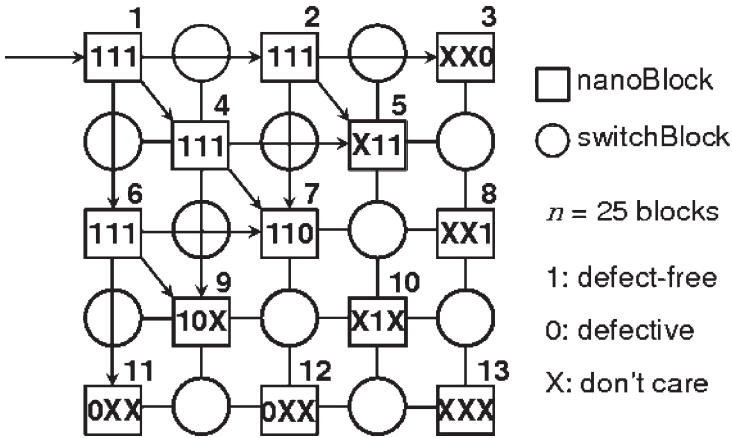 1 2 3
111 111 XX0
4 5
111 X11
6 7 8
111 110 XX1
9 10
10X X1X
11 12 13
0XX 0XX XXX
nanoBlock
switchBlock
n = 25 blocks
1: defect-free
0: defective
X: don't care